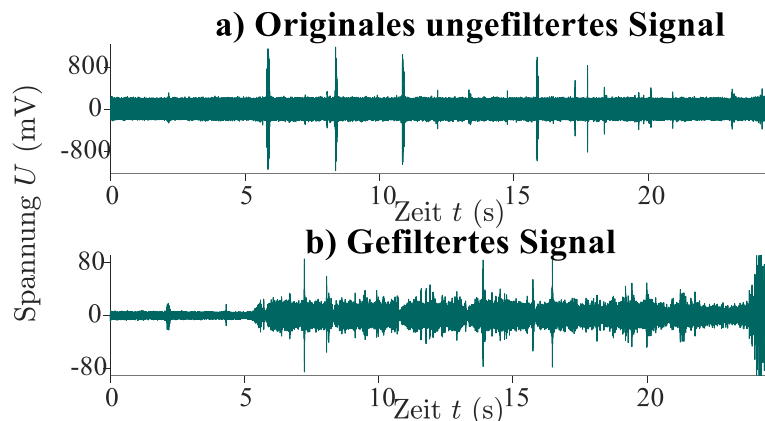 a) Originales ungefiltertes Signal
800
0
-800
0 5 10 15 20
Zeit t (s)
Spannung U (mV)
b) Gefiltertes Signal
80
0
-80
0 5 10 15 20
Zeit t (s)